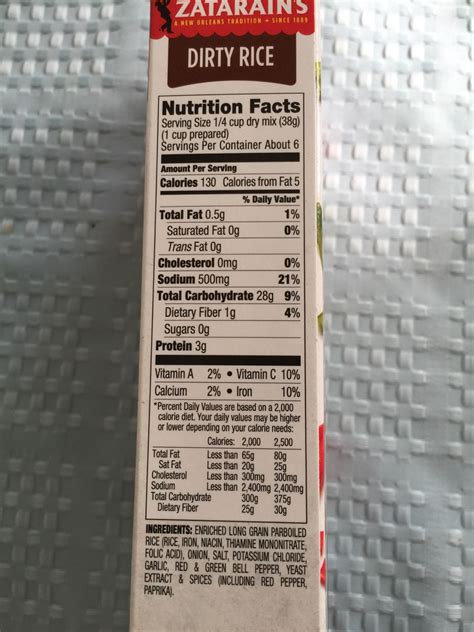 ZATARAIN'S
A NEW ORLEANS TRADITION • SINCE 1889
DIRTY RICE
Nutrition Facts
Serving Size 1/4 cup dry mix (38g)
(1 cup prepared)
Servings Per Container About 6
Amount Per Serving
Calories 130 Calories from Fat 5
% Daily Value*
Total Fat 0.5g 1%
Saturated Fat 0g 0%
Trans Fat 0g
Cholesterol 0mg 0%
Sodium 500mg 21%
Total Carbohydrate 28g 9%
Dietary Fiber 1g 4%
Sugars 0g
Protein 3g
Vitamin A 2% • Vitamin C 10%
Calcium 2% • Iron 10%
*Percent Daily Values are based on a 2,000
calorie diet. Your daily values may be higher
or lower depending on your calorie needs:
Calories: 2,000 2,500
Total Fat Less than 65g 80g
Sat Fat Less than 20g 25g
Cholesterol Less than 300mg 300mg
Sodium Less than 2,400mg 2,400mg
Total Carbohydrate 300g 375g
Dietary Fiber 25g 30g
INGREDIENTS: ENRICHED LONG GRAIN PARBOILED
RICE (RICE, IRON, NIACIN, THIAMINE MONONITRATE,
FOLIC ACID), ONION, SALT, POTASSIUM CHLORIDE,
GARLIC, RED & GREEN BELL PEPPER, YEAST
EXTRACT & SPICES (INCLUDING RED PEPPER,
PAPRIKA).